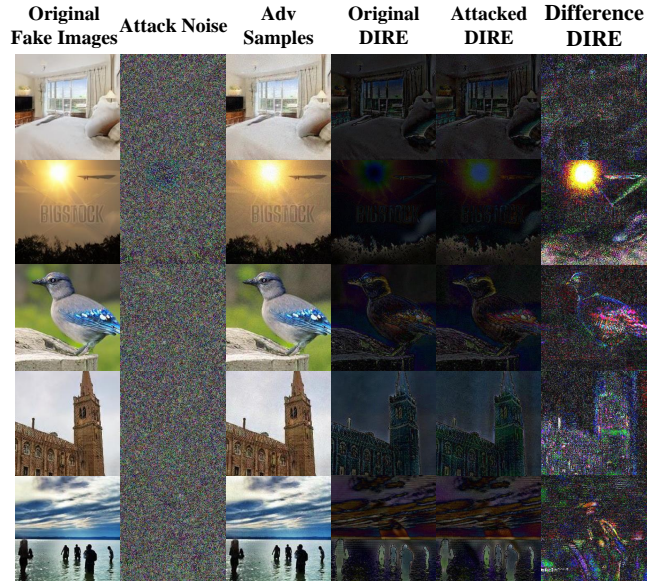 Original Fake Images
Attack Noise
Adv Samples
Original DIRE
Attacked DIRE
Difference DIRE
BIGSTOCK
BIGSTOCK